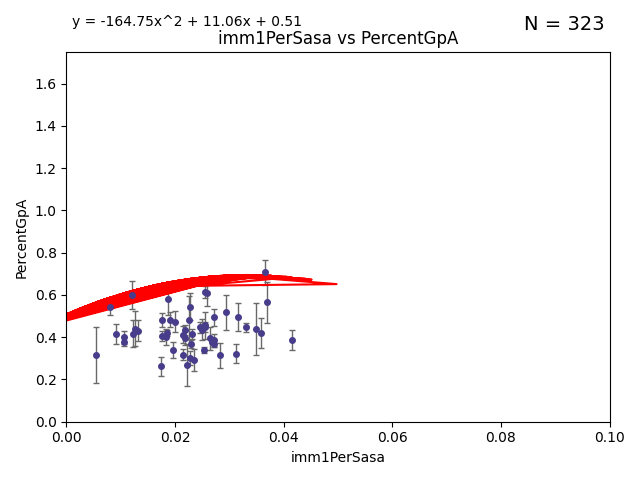 y = -164.75x^2 + 11.06x + 0.51
N = 323
imm1PerSasa vs PercentGpA
PercentGpA
1.6
1.4
1.2
1.0
0.8
0.6
0.4
0.2
0.0
0.00 0.02 0.04 0.06 0.08 0.10
imm1PerSasa